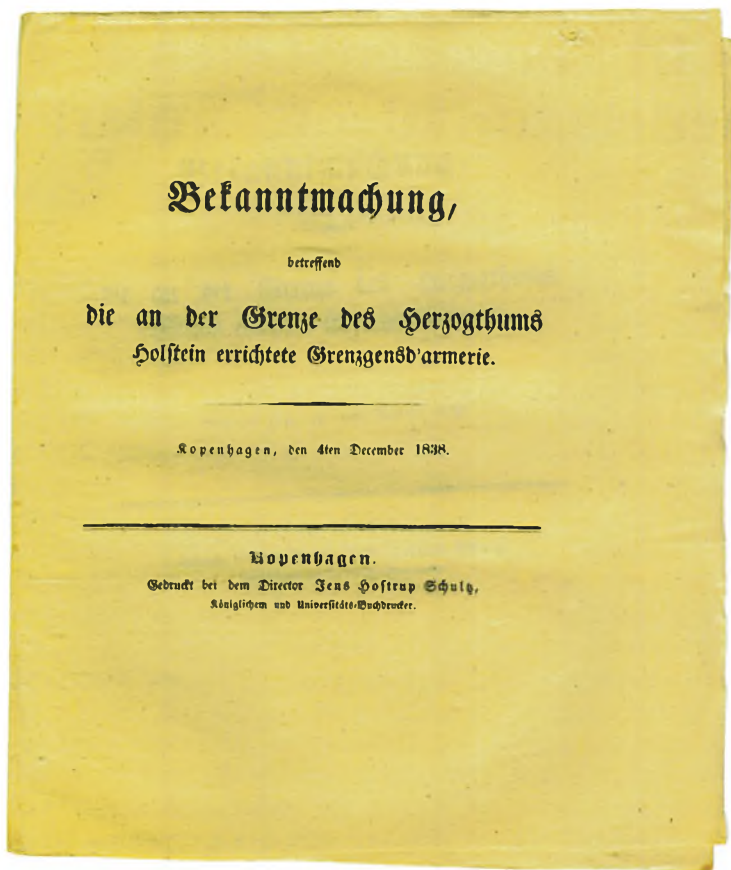 Bekanntmachung,
betreffend
die an der Grenze des Herzogthums
Holstein errichtete Grenzgensd'armerie.
Kopenhagen, den 4ten December 1838.
Kopenhagen.
Gedruckt bei dem Director Jens Hostrup Schultz,
Königlichem und Universitäts-Buchdrucker.